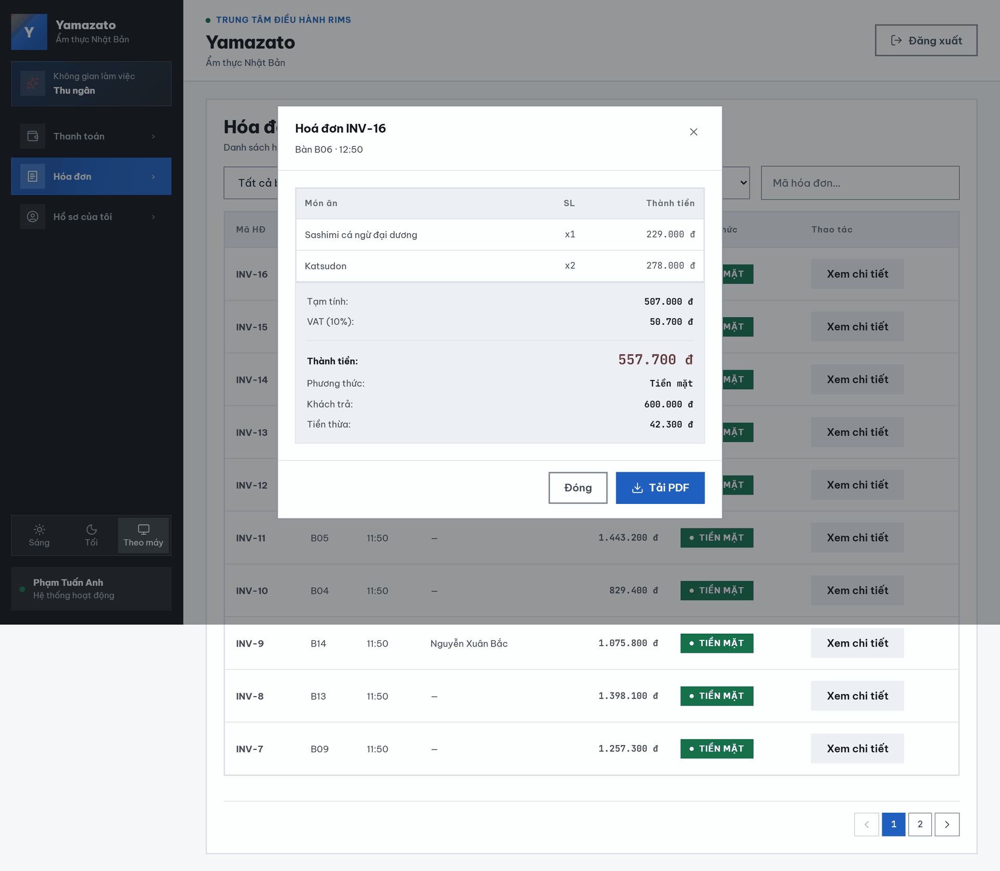 Y
Yamazato
Ẩm thực Nhật Bản
Không gian làm việc
Thu ngân
Thanh toán
Hóa đơn
Hồ sơ của tôi
Sáng
Tối
Theo máy
Phạm Tuấn Anh
Hệ thống hoạt động
TRUNG TÂM ĐIỀU HÀNH RIMS
Yamazato
Ẩm thực Nhật Bản
Đăng xuất
Hóa
Danh sách
Tất cả
Mã hóa đơn...
Mã HĐ
Thao tác
INV-16
MẶT
Xem chi tiết
INV-15
MẶT
Xem chi tiết
INV-14
MẶT
Xem chi tiết
INV-13
MẶT
Xem chi tiết
INV-12
MẶT
Xem chi tiết
INV-11 B05 11:50 — 1.443.200 đ TIỀN MẶT Xem chi tiết
INV-10 B04 11:50 — 829.400 đ TIỀN MẶT Xem chi tiết
INV-9 B14 11:50 Nguyễn Xuân Bắc 1.075.800 đ TIỀN MẶT Xem chi tiết
INV-8 B13 11:50 — 1.398.100 đ TIỀN MẶT Xem chi tiết
INV-7 B09 11:50 — 1.257.300 đ TIỀN MẶT Xem chi tiết
1 2
Hoá đơn INV-16
Bàn B06 · 12:50
Món ăn SL Thành tiền
Sashimi cá ngừ đại dương x1 229.000 đ
Katsudon x2 278.000 đ
Tạm tính: 507.000 đ
VAT (10%): 50.700 đ
Thành tiền: 557.700 đ
Phương thức: Tiền mặt
Khách trả: 600.000 đ
Tiền thừa: 42.300 đ
Đóng
Tải PDF